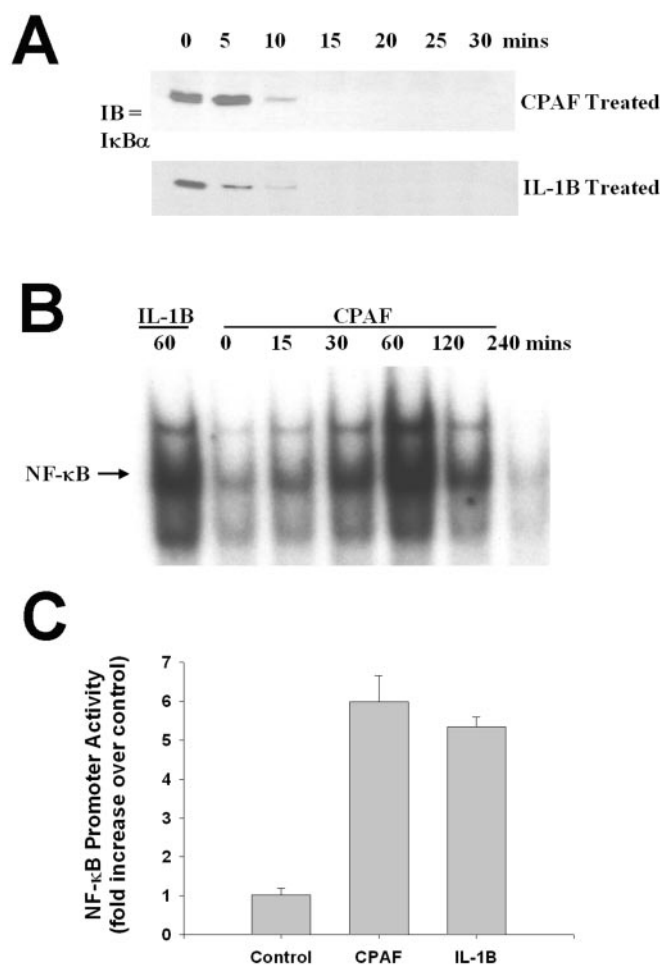 A
0 5 10 15 20 25 30 mins
IB =
IκBα
CPAF Treated
IL-1B Treated
B
IL-1B CPAF
60 0 15 30 60 120 240 mins
NF-κB
C
NF-κB Promoter Activity
(fold increase over control)
7
6
5
4
3
2
1
0
Control CPAF IL-1B